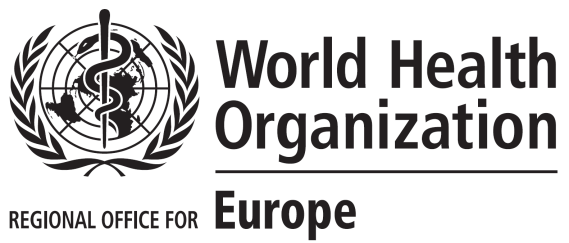 World Health
Organization
REGIONAL OFFICE FOR Europe